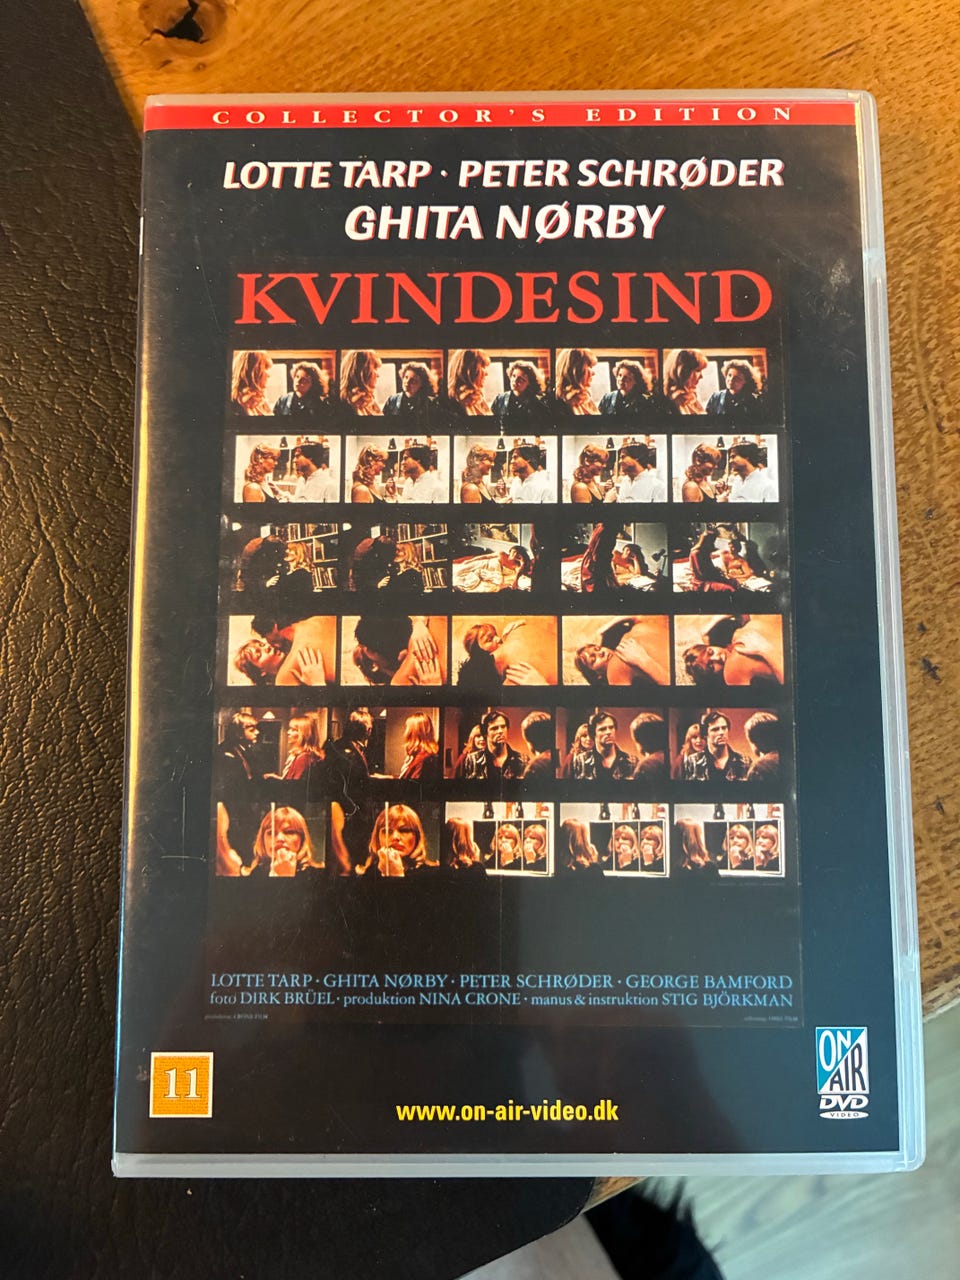 COLLECTOR'S EDITION
LOTTE TARP · PETER SCHRØDER
GHITA NØRBY
KVINDESIND
LOTTE TARP · GHITA NØRBY · PETER SCHRØDER · GEORGE BAMFORD
foto DIRK BRÜEL · produktion NINA CRONE · manus & instruktion STIG BJÖRKMAN
11
www.on-air-video.dk
ON
AIR
DVD
VIDEO